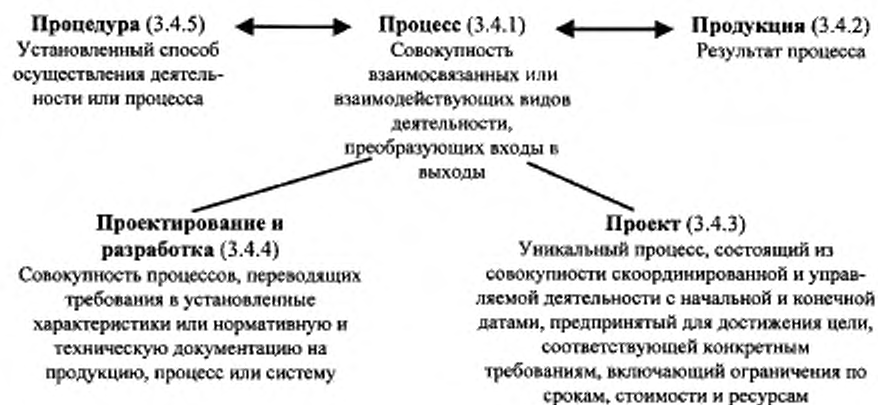 Процедура (3.4.5)
Установленный способ
осуществления деятель-
ности или процесса
Процесс (3.4.1)
Совокупность
взаимосвязанных или
взаимодействующих видов
деятельности,
преобразующих входы в
выходы
Продукция (3.4.2)
Результат процесса
Проектирование и
разработка (3.4.4)
Совокупность процессов, переводящих
требования в установленные
характеристики или нормативную и
техническую документацию на
продукцию, процесс или систему
Проект (3.4.3)
Уникальный процесс, состоящий из
совокупности скоординированной и управ-
ляемой деятельности с начальной и конечной
датами, предпринятый для достижения цели,
соответствующей конкретным
требованиям, включающий ограничения по
срокам, стоимости и ресурсам